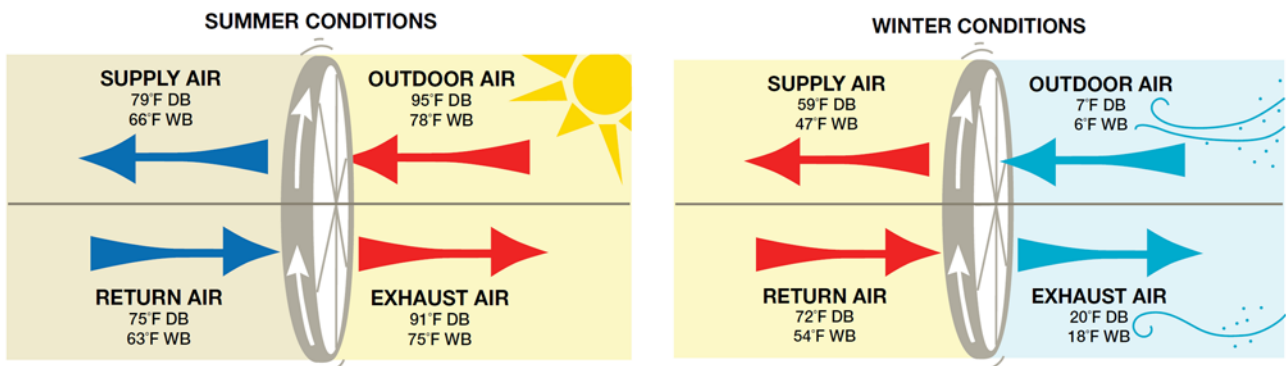 SUMMER CONDITIONS
SUPPLY AIR
79°F DB
66°F WB
OUTDOOR AIR
95°F DB
78°F WB
RETURN AIR
75°F DB
63°F WB
EXHAUST AIR
91°F DB
75°F WB
WINTER CONDITIONS
SUPPLY AIR
59°F DB
47°F WB
OUTDOOR AIR
7°F DB
6°F WB
RETURN AIR
72°F DB
54°F WB
EXHAUST AIR
20°F DB
18°F WB